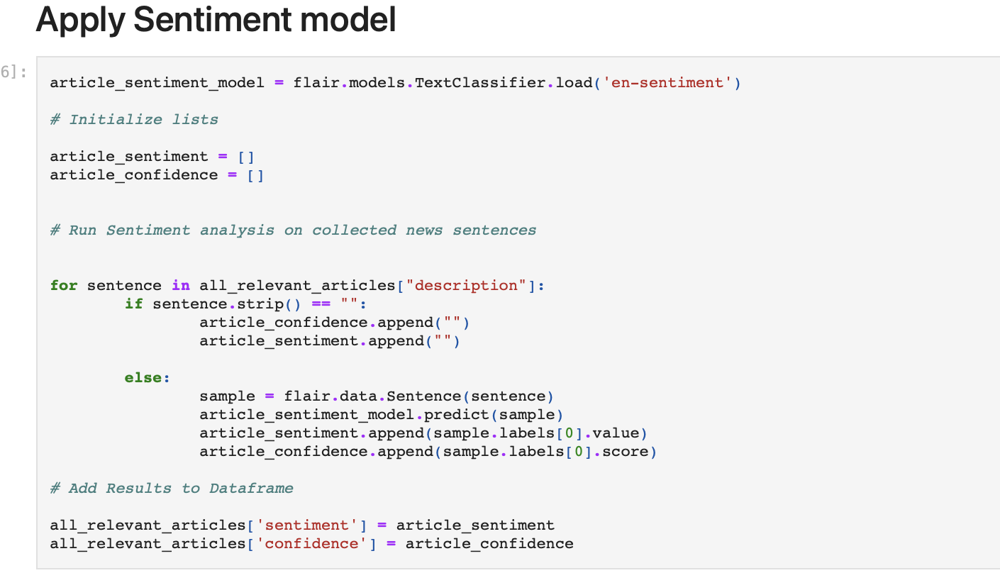 Apply Sentiment model
6]:
article_sentiment_model = flair.models.TextClassifier.load('en-sentiment')
# Initialize lists
article_sentiment = []
article_confidence = []
# Run Sentiment analysis on collected news sentences
for sentence in all_relevant_articles["description"]:
        if sentence.strip() == "":
                article_confidence.append("")
                article_sentiment.append("")
        else:
                sample = flair.data.Sentence(sentence)
                article_sentiment_model.predict(sample)
                article_sentiment.append(sample.labels[0].value)
                article_confidence.append(sample.labels[0].score)
# Add Results to Dataframe
all_relevant_articles['sentiment'] = article_sentiment
all_relevant_articles['confidence'] = article_confidence